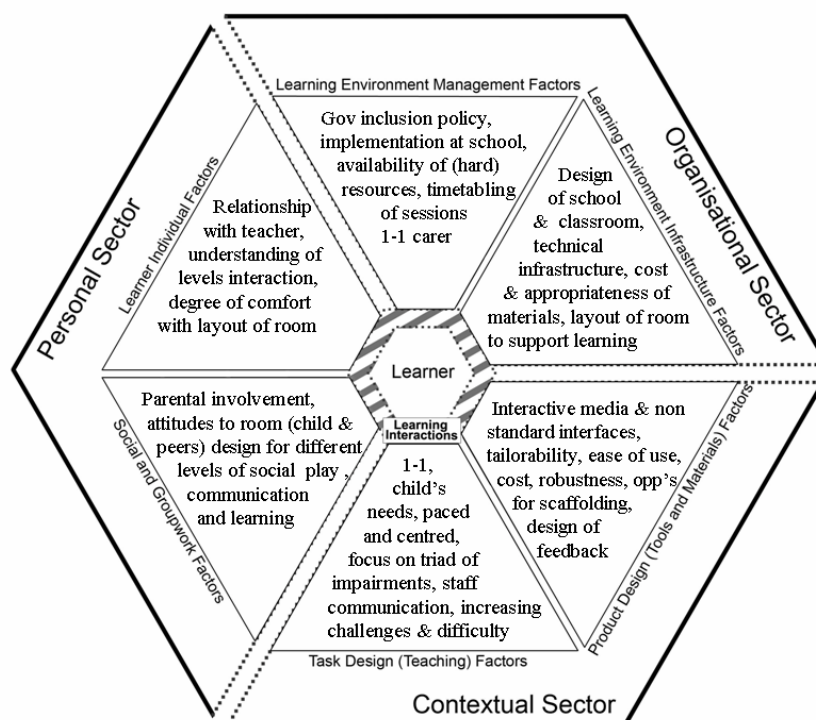 Learning Environment Management Factors
Gov inclusion policy,
implementation at school,
availability of (hard)
resources, timetabling
of sessions
1-1 carer
Organisational Sector
Learning Environment Infrastructure Factors
Design
of school
& classroom,
technical
infrastructure, cost
& appropriateness of
materials, layout of room
to support learning
Personal Sector
Learner Individual Factors
Relationship
with teacher,
understanding of
levels interaction,
degree of comfort
with layout of room
Learner
Learning
Interactions
Social and Groupwork Factors
Parental involvement,
attitudes to room (child &
peers) design for different
levels of social play ,
communication
and learning
1-1,
child's
needs, paced
and centred,
focus on triad of
impairments, staff
communication, increasing
challenges & difficulty
Task Design (Teaching) Factors
Interactive media & non
standard interfaces,
tailorability, ease of use,
cost, robustness, opp's
for scaffolding,
design of
feedback
Product Design (Tools and Materials) Factors
Contextual Sector